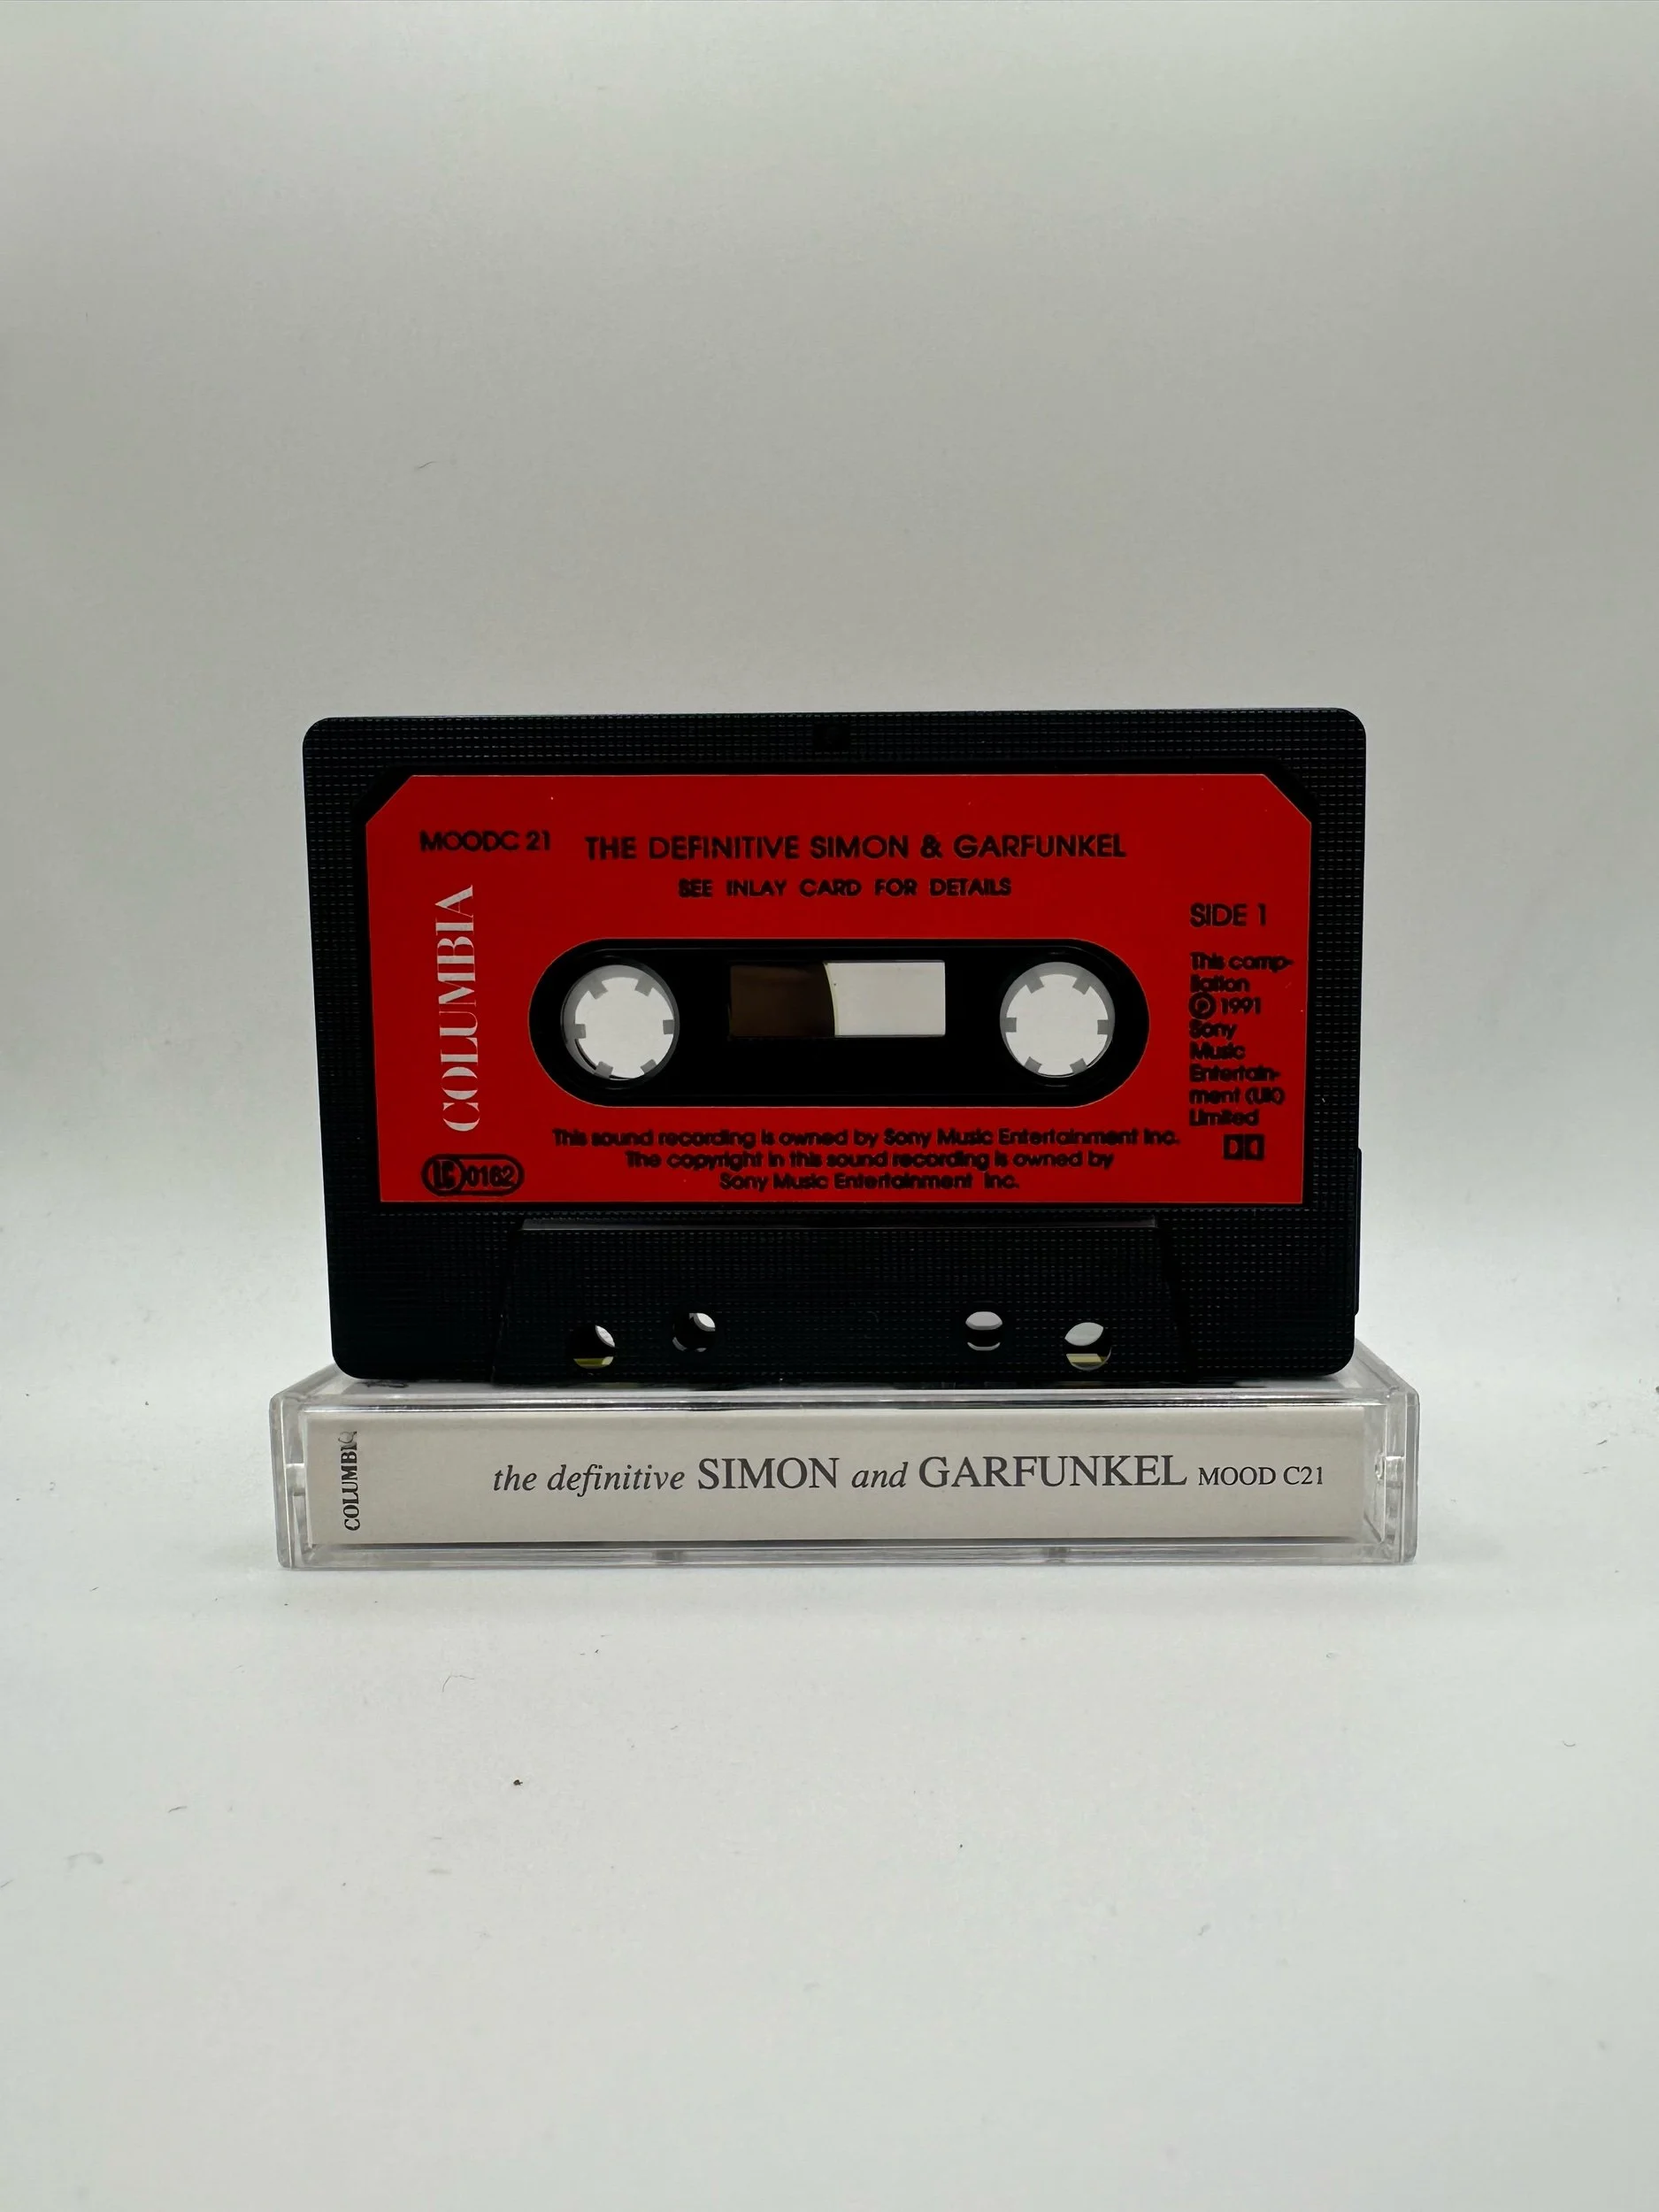 MOODC 21
THE DEFINITIVE SIMON & GARFUNKEL
SEE INLAY CARD FOR DETAILS
COLUMBIA
SIDE 1
This comp-
ilation
Ⓟ 1991
Sony
Music
Entertain-
ment (UK)
Limited
This sound recording is owned by Sony Music Entertainment Inc.
The copyright in this sound recording is owned by
Sony Music Entertainment Inc.
LC 0162
COLUMBIA
the definitive SIMON and GARFUNKEL MOOD C21